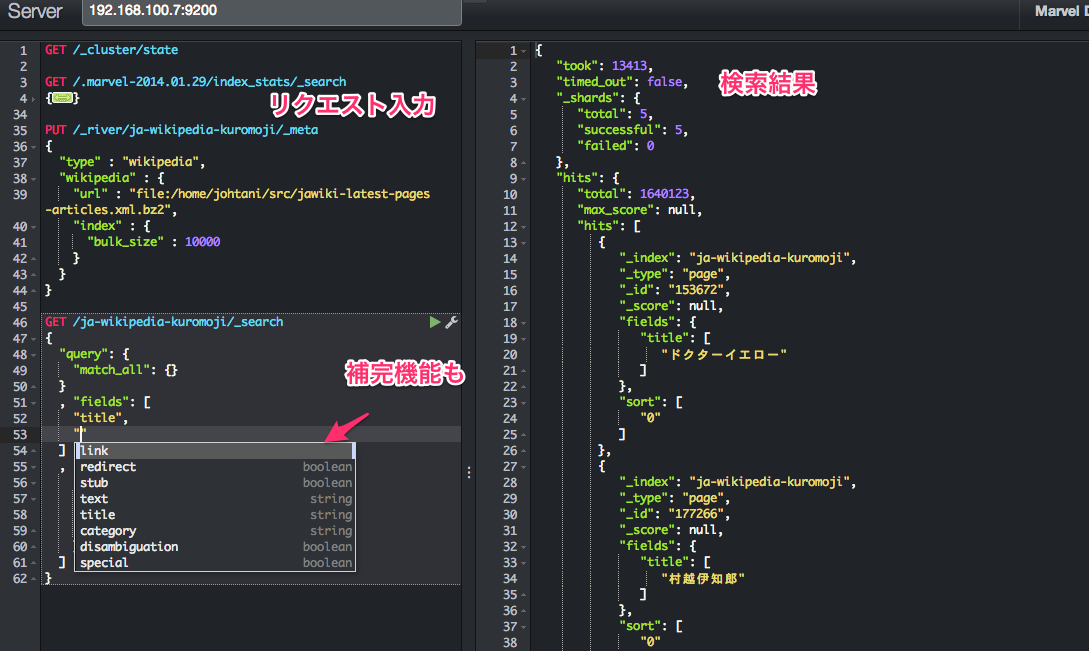 Server 192.168.100.7:9200 Marvel D
1 GET /_cluster/state
2
3 GET /.marvel-2014.01.29/index_stats/_search
4 {}
34
リクエスト入力
35 PUT /_river/ja-wikipedia-kuromoji/_meta
36 {
37 "type" : "wikipedia",
38 "wikipedia" : {
39 "url" : "file:/home/johtani/src/jawiki-latest-pages
-articles.xml.bz2",
40 "index" : {
41 "bulk_size" : 10000
42 }
43 }
44 }
45
46 GET /ja-wikipedia-kuromoji/_search
47 {
48 "query": {
49 "match_all": {}
50 }
補完機能も
51 , "fields": [
52 "title",
53 ""
54 ]
55 ,
56
57
58
59
60
61 ]
62 }
link
redirect boolean
stub boolean
text string
title string
category string
disambiguation boolean
special boolean
1 {
2 "took": 13413,
3 "timed_out": false,
検索結果
4 "_shards": {
5 "total": 5,
6 "successful": 5,
7 "failed": 0
8 },
9 "hits": {
10 "total": 1640123,
11 "max_score": null,
12 "hits": [
13 {
14 "_index": "ja-wikipedia-kuromoji",
15 "_type": "page",
16 "_id": "153672",
17 "_score": null,
18 "fields": {
19 "title": [
20 "ドクターイエロー"
21 ]
22 },
23 "sort": [
24 "0"
25 ]
26 },
27 {
28 "_index": "ja-wikipedia-kuromoji",
29 "_type": "page",
30 "_id": "177266",
31 "_score": null,
32 "fields": {
33 "title": [
34 "村越伊知郎"
35 ]
36 },
37 "sort": [
38 "0"